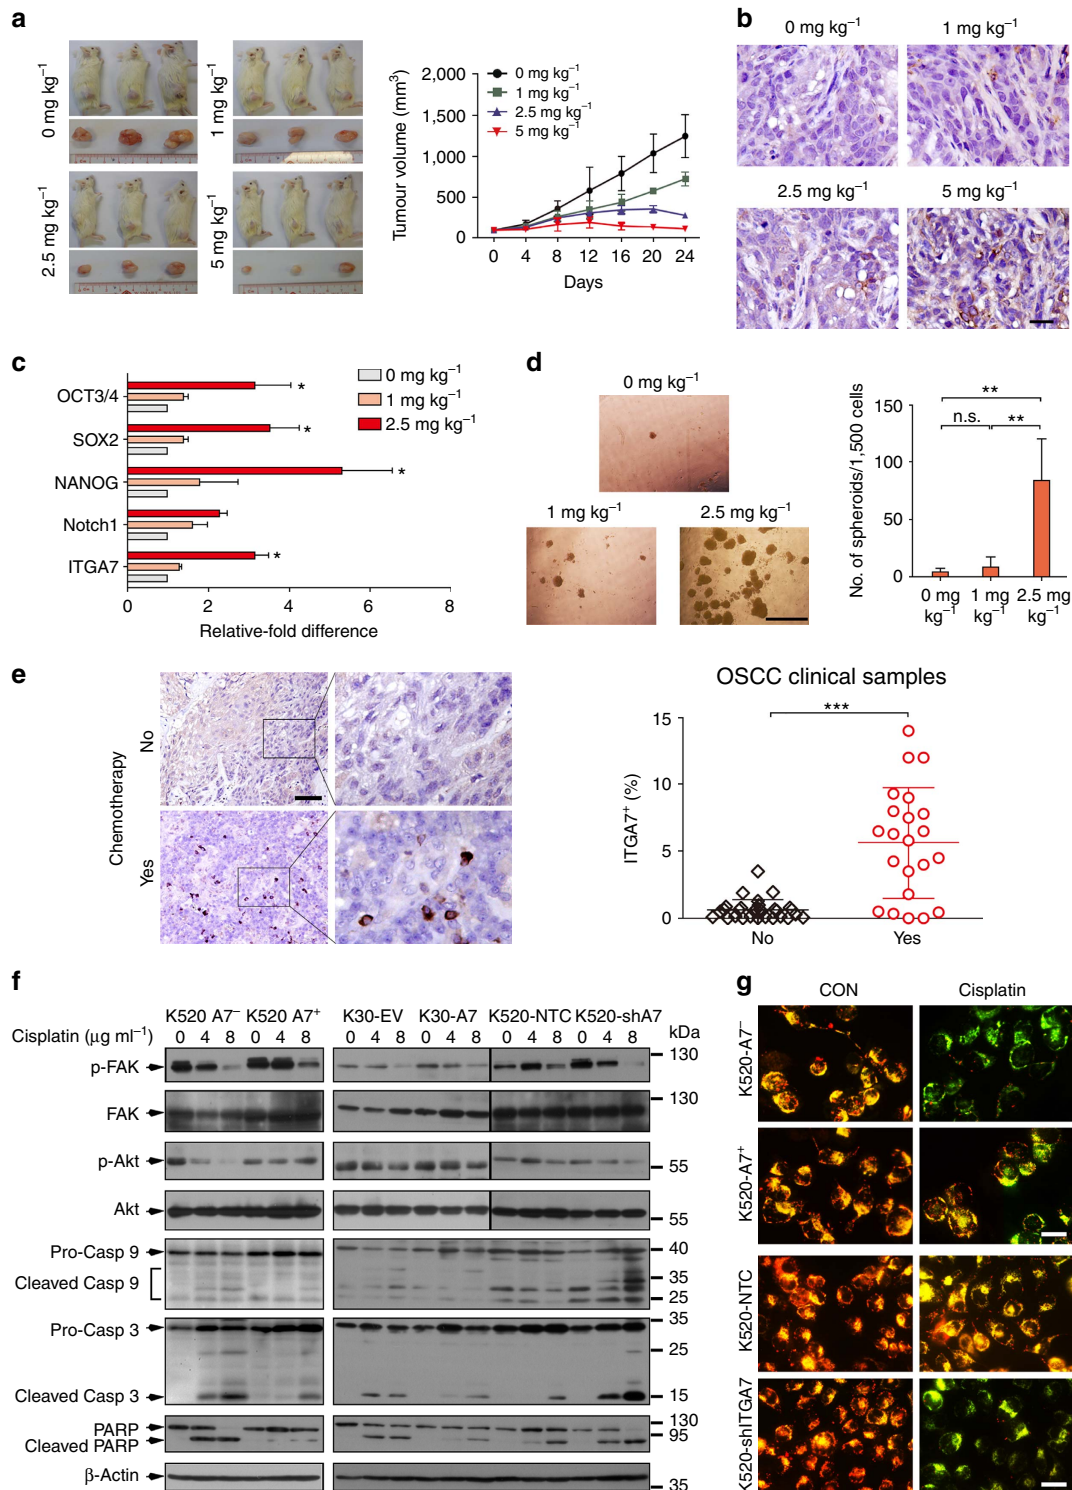 a
0 mg kg⁻¹
1 mg kg⁻¹
2.5 mg kg⁻¹
5 mg kg⁻¹
Tumour volume (mm³)
2,000
1,500
1,000
500
0
0 mg kg⁻¹
1 mg kg⁻¹
2.5 mg kg⁻¹
5 mg kg⁻¹
0 4 8 12 16 20 24
Days
b
0 mg kg⁻¹ 1 mg kg⁻¹
2.5 mg kg⁻¹ 5 mg kg⁻¹
c
OCT3/4 *
SOX2 *
NANOG *
Notch1
ITGA7 *
0 2 4 6 8
Relative-fold difference
0 mg kg⁻¹
1 mg kg⁻¹
2.5 mg kg⁻¹
d
0 mg kg⁻¹
1 mg kg⁻¹ 2.5 mg kg⁻¹
No. of spheroids/1,500 cells
150
100
50
0
**
n.s. **
0 mg kg⁻¹
1 mg kg⁻¹
2.5 mg kg⁻¹
e
Chemotherapy
No
Yes
OSCC clinical samples
***
ITGA7⁺ (%)
15
10
5
0
No Yes
f
K520 A7⁻ K520 A7⁺ K30-EV K30-A7 K520-NTC K520-shA7
Cisplatin (μg ml⁻¹) 0 4 8 0 4 8 0 4 8 0 4 8 0 4 8 0 4 8 kDa
p-FAK 130
FAK 130
p-Akt 55
Akt 55
Pro-Casp 9 40
Cleaved Casp 9 35
25
Pro-Casp 3 35
25
Cleaved Casp 3 15
PARP 130
Cleaved PARP 95
β-Actin 35
g
CON Cisplatin
K520-A7⁻
K520-A7⁺
K520-NTC
K520-shITGA7